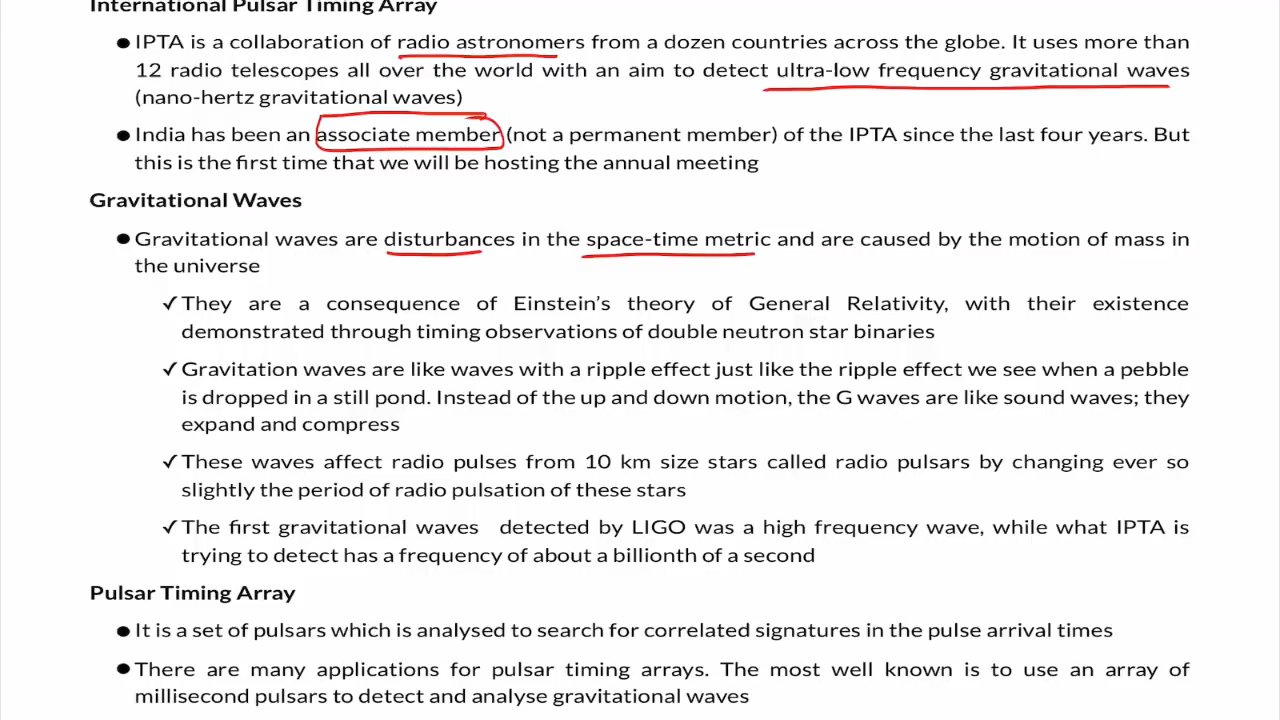 International Pulsar Timing Array
● IPTA is a collaboration of radio astronomers from a dozen countries across the globe. It uses more than
12 radio telescopes all over the world with an aim to detect ultra-low frequency gravitational waves
(nano-hertz gravitational waves)
● India has been an associate member (not a permanent member) of the IPTA since the last four years. But
this is the first time that we will be hosting the annual meeting
Gravitational Waves
● Gravitational waves are disturbances in the space-time metric and are caused by the motion of mass in
the universe
✓ They are a consequence of Einstein’s theory of General Relativity, with their existence
demonstrated through timing observations of double neutron star binaries
✓ Gravitation waves are like waves with a ripple effect just like the ripple effect we see when a pebble
is dropped in a still pond. Instead of the up and down motion, the G waves are like sound waves; they
expand and compress
✓ These waves affect radio pulses from 10 km size stars called radio pulsars by changing ever so
slightly the period of radio pulsation of these stars
✓ The first gravitational waves detected by LIGO was a high frequency wave, while what IPTA is
trying to detect has a frequency of about a billionth of a second
Pulsar Timing Array
● It is a set of pulsars which is analysed to search for correlated signatures in the pulse arrival times
● There are many applications for pulsar timing arrays. The most well known is to use an array of
millisecond pulsars to detect and analyse gravitational waves